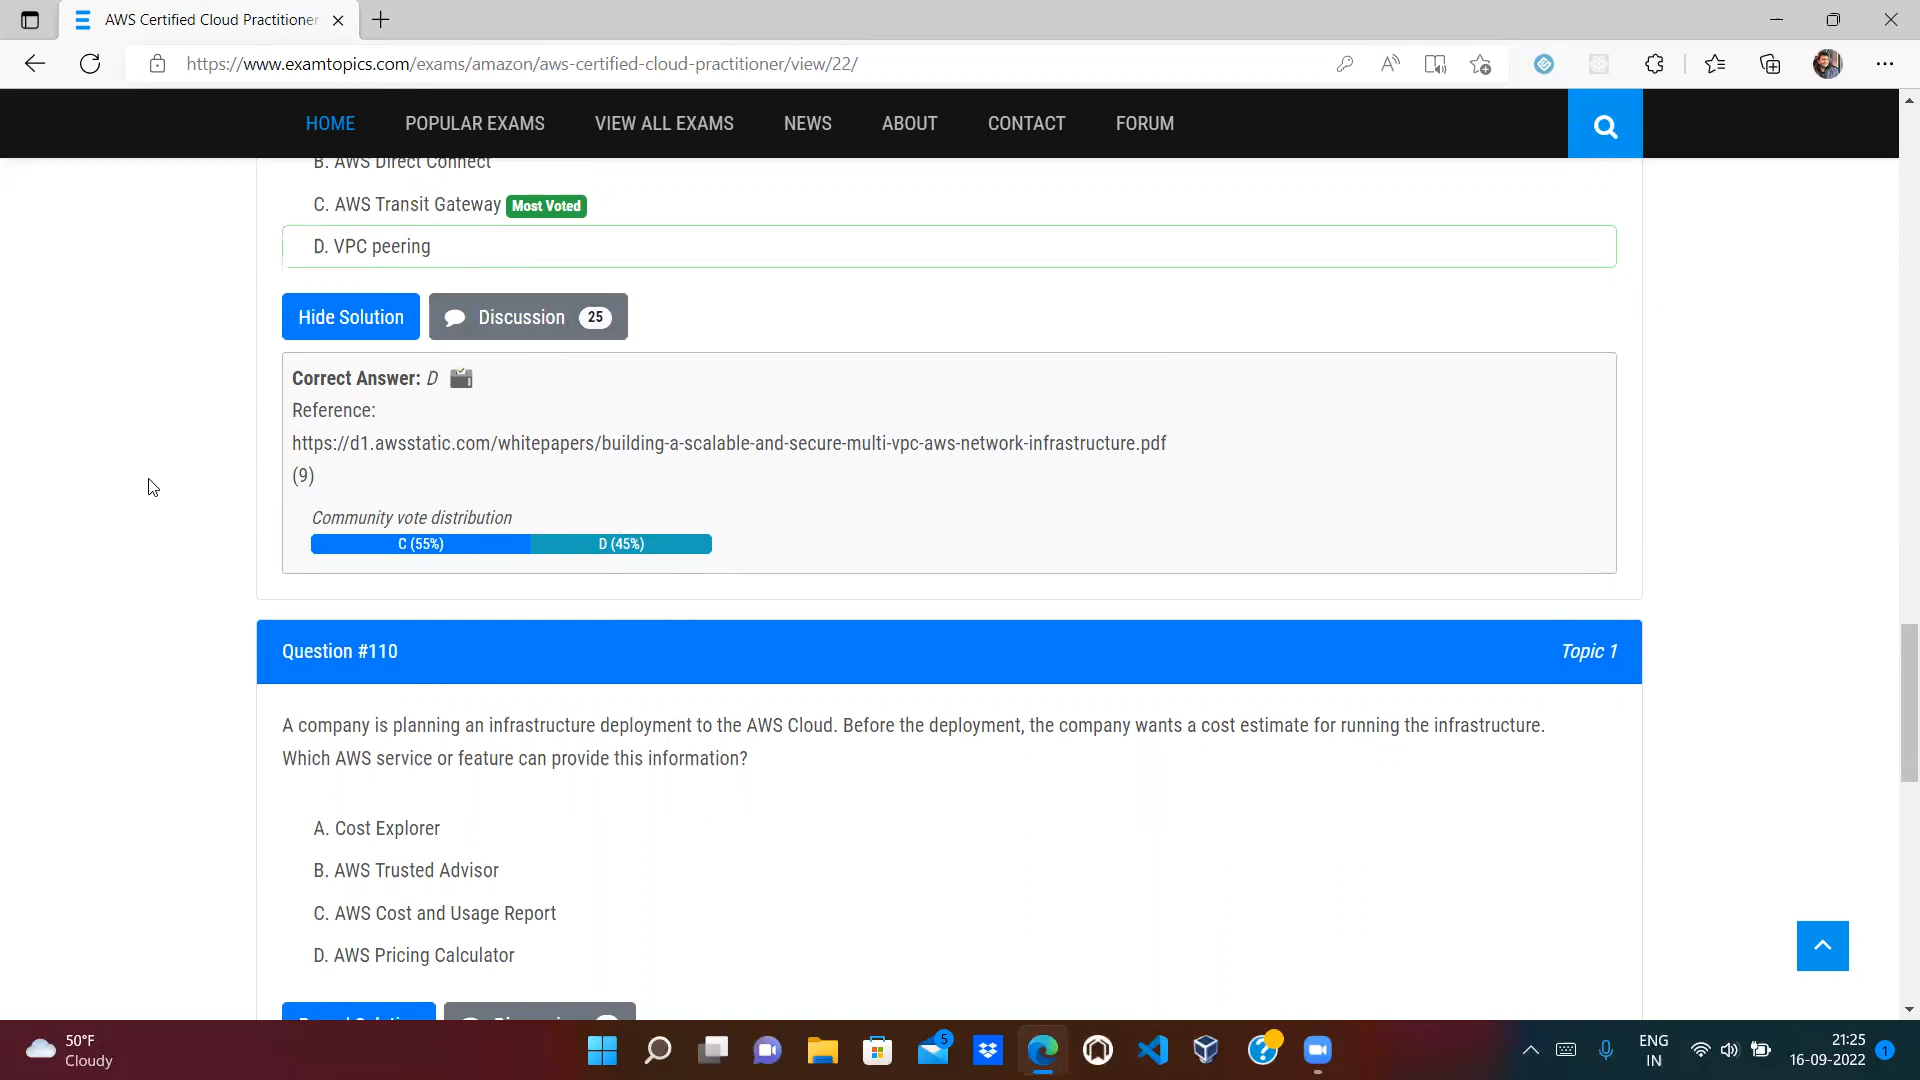 AWS Certified Cloud Practitioner
https://www.examtopics.com/exams/amazon/aws-certified-cloud-practitioner/view/22/
HOME POPULAR EXAMS VIEW ALL EXAMS NEWS ABOUT CONTACT FORUM
B. AWS Direct Connect
C. AWS Transit Gateway Most Voted
D. VPC peering
Hide Solution Discussion 25
Correct Answer: D
Reference:
https://d1.awsstatic.com/whitepapers/building-a-scalable-and-secure-multi-vpc-aws-network-infrastructure.pdf
(9)
Community vote distribution
C (55%) D (45%)
Question #110 Topic 1
A company is planning an infrastructure deployment to the AWS Cloud. Before the deployment, the company wants a cost estimate for running the infrastructure.
Which AWS service or feature can provide this information?
A. Cost Explorer
B. AWS Trusted Advisor
C. AWS Cost and Usage Report
D. AWS Pricing Calculator
50°F
Cloudy
5
ENG
IN
21:25
16-09-2022
1